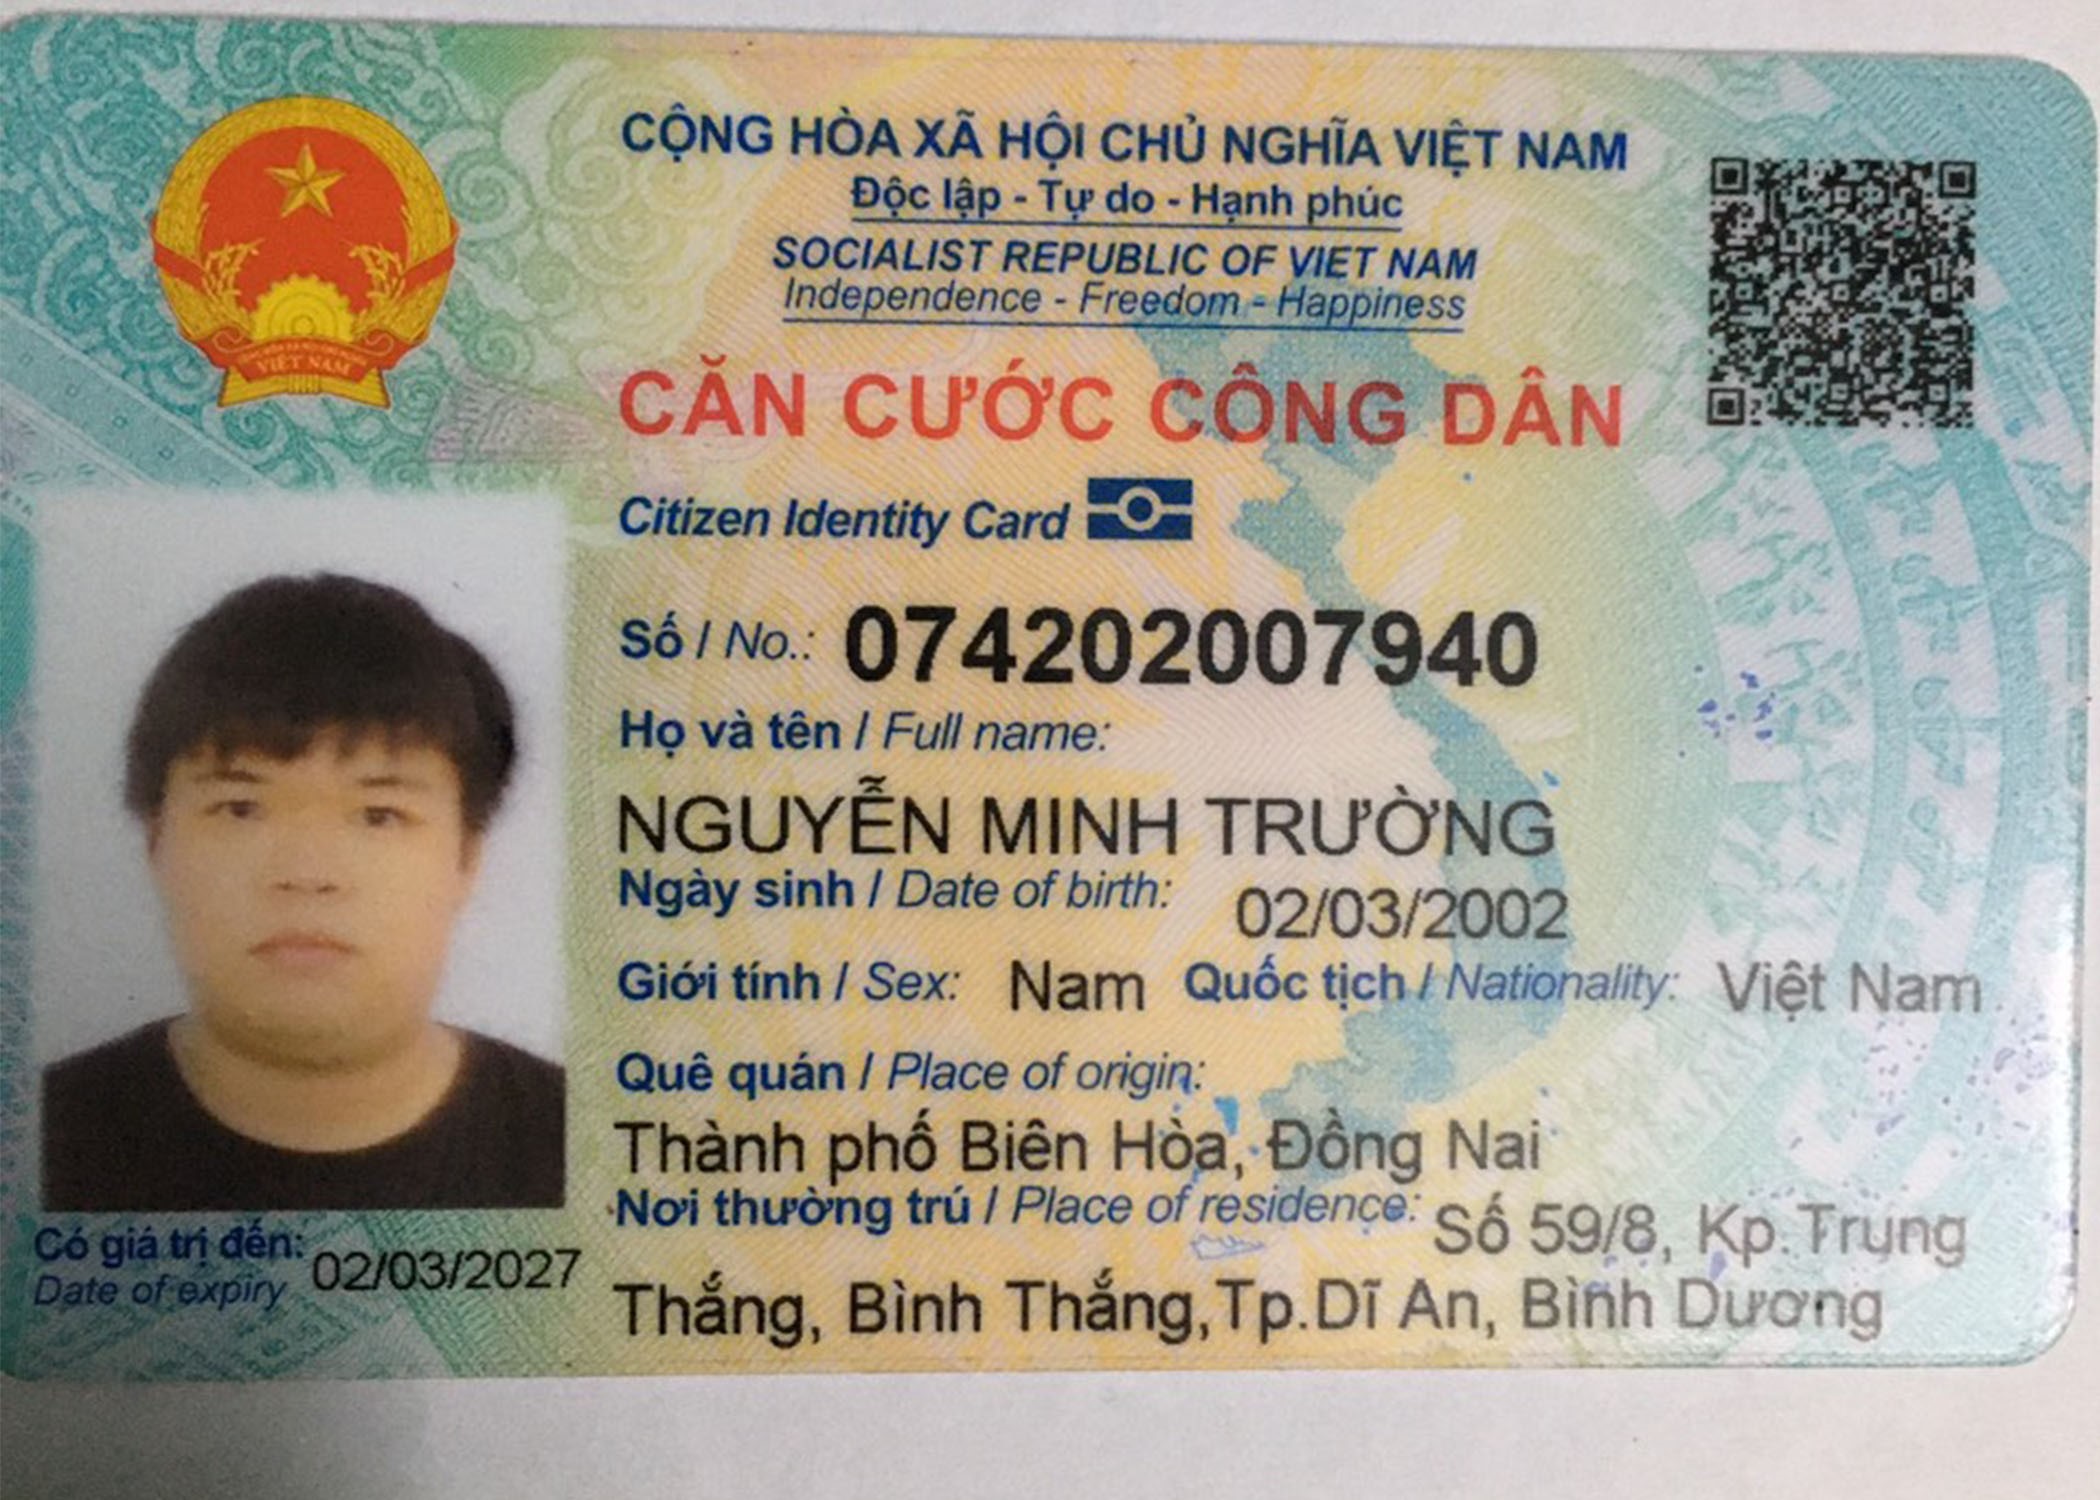 CỘNG HÒA XÃ HỘI CHỦ NGHĨA VIỆT NAM
Độc lập - Tự do - Hạnh phúc
SOCIALIST REPUBLIC OF VIET NAM
Independence - Freedom - Happiness
CĂN CƯỚC CÔNG DÂN
Citizen Identity Card
VIỆT NAM
Số / No.: 074202007940
Họ và tên / Full name:
NGUYỄN MINH TRƯỜNG
Ngày sinh / Date of birth: 02/03/2002
Giới tính / Sex: Nam Quốc tịch / Nationality: Việt Nam
Quê quán / Place of origin:
Thành phố Biên Hòa, Đồng Nai
Nơi thường trú / Place of residence: Số 59/8, Kp.Trung
Thắng, Bình Thắng,Tp.Dĩ An, Bình Dương
Có giá trị đến: 02/03/2027
Date of expiry